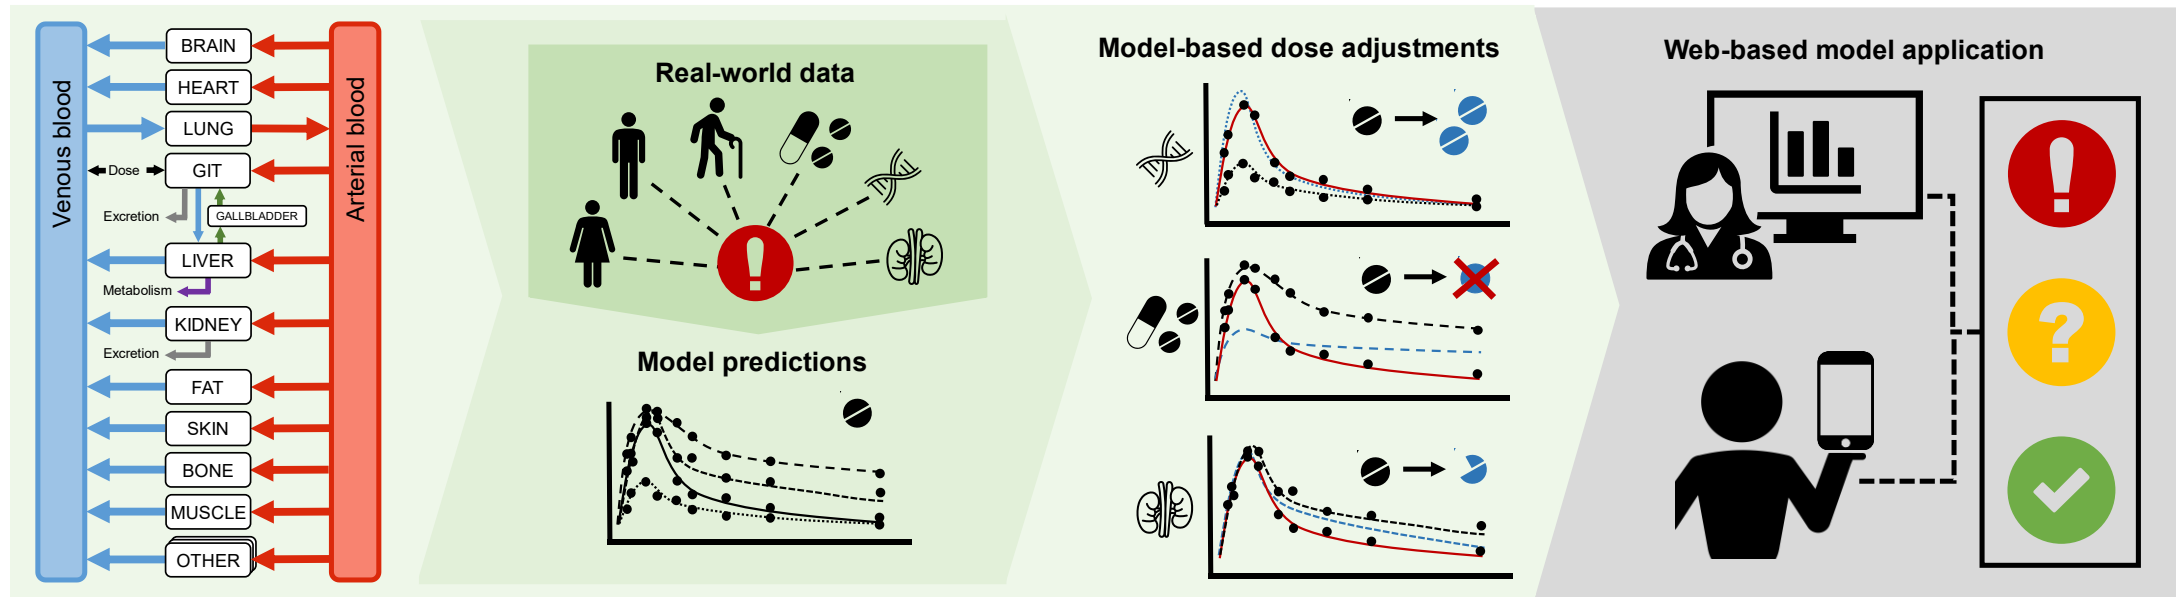 Venous blood
BRAIN
HEART
LUNG
Dose
GIT
Excretion
GALLBLADDER
LIVER
Metabolism
KIDNEY
Excretion
FAT
SKIN
BONE
MUSCLE
OTHER
Arterial blood
Real-world data
!
Model predictions
Model-based dose adjustments
Web-based model application
!
?